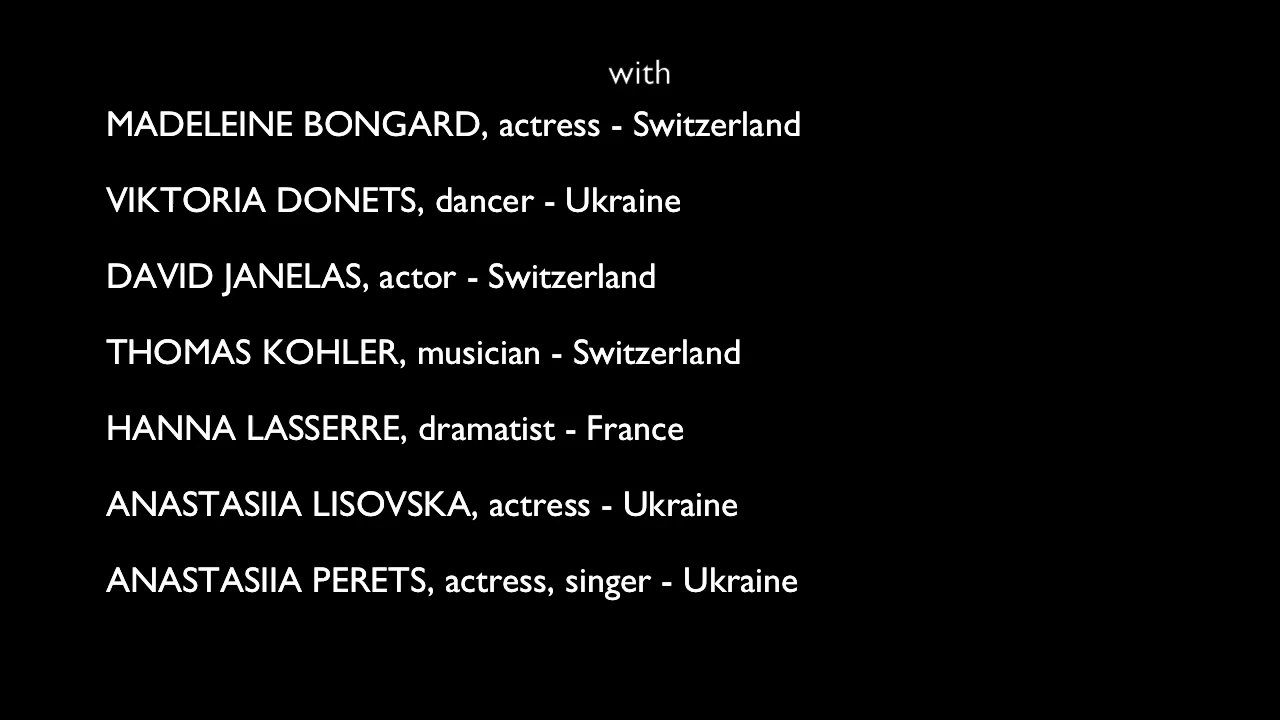 with
MADELEINE BONGARD, actress - Switzerland
VIKTORIA DONETS, dancer - Ukraine
DAVID JANELAS, actor - Switzerland
THOMAS KOHLER, musician - Switzerland
HANNA LASSERRE, dramatist - France
ANASTASIIA LISOVSKA, actress - Ukraine
ANASTASIIA PERETS, actress, singer - Ukraine